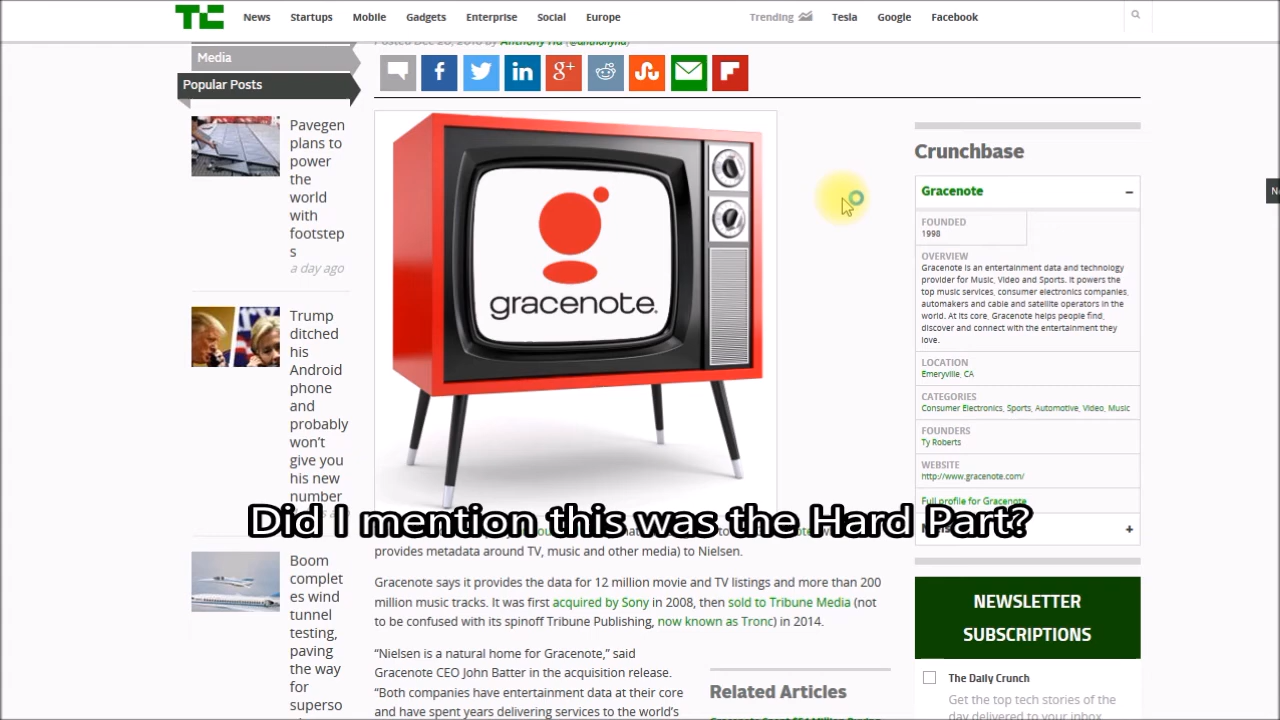 TC News Startups Mobile Gadgets Enterprise Social Europe Trending Tesla Google Facebook
Media
Popular Posts
Pavegen
plans to
power
the
world
with
footstep
s
a day ago
Trump
ditched
his
Android
phone
and
probably
won't
give you
his new
number
Boom
complet
es wind
tunnel
testing,
paving
the way
for
superso
gracenote.
Did I mention this was the Hard Part?
provides metadata around TV, music and other media) to Nielsen.
Gracenote says it provides the data for 12 million movie and TV listings and more than 200
million music tracks. It was first acquired by Sony in 2008, then sold to Tribune Media (not
to be confused with its spinoff Tribune Publishing, now known as Tronc) in 2014.
“Nielsen is a natural home for Gracenote,” said
Gracenote CEO John Batter in the acquisition release.
“Both companies have entertainment data at their core
and have spent years delivering services to the world’s
Related Articles
Crunchbase
Gracenote
FOUNDED
1998
OVERVIEW
Gracenote is an entertainment data and technology
provider for Music, Video and Sports. It powers the
top music services, consumer electronics companies,
automakers and cable and satellite operators in the
world. At its core, Gracenote helps people find,
discover and connect with the entertainment they
love.
LOCATION
Emeryville, CA
CATEGORIES
Consumer Electronics, Sports, Automotive, Video, Music
FOUNDERS
Ty Roberts
WEBSITE
http://www.gracenote.com/
Full profile for Gracenote
NEWSLETTER
SUBSCRIPTIONS
The Daily Crunch
Get the top tech stories of the
day delivered to your inbox